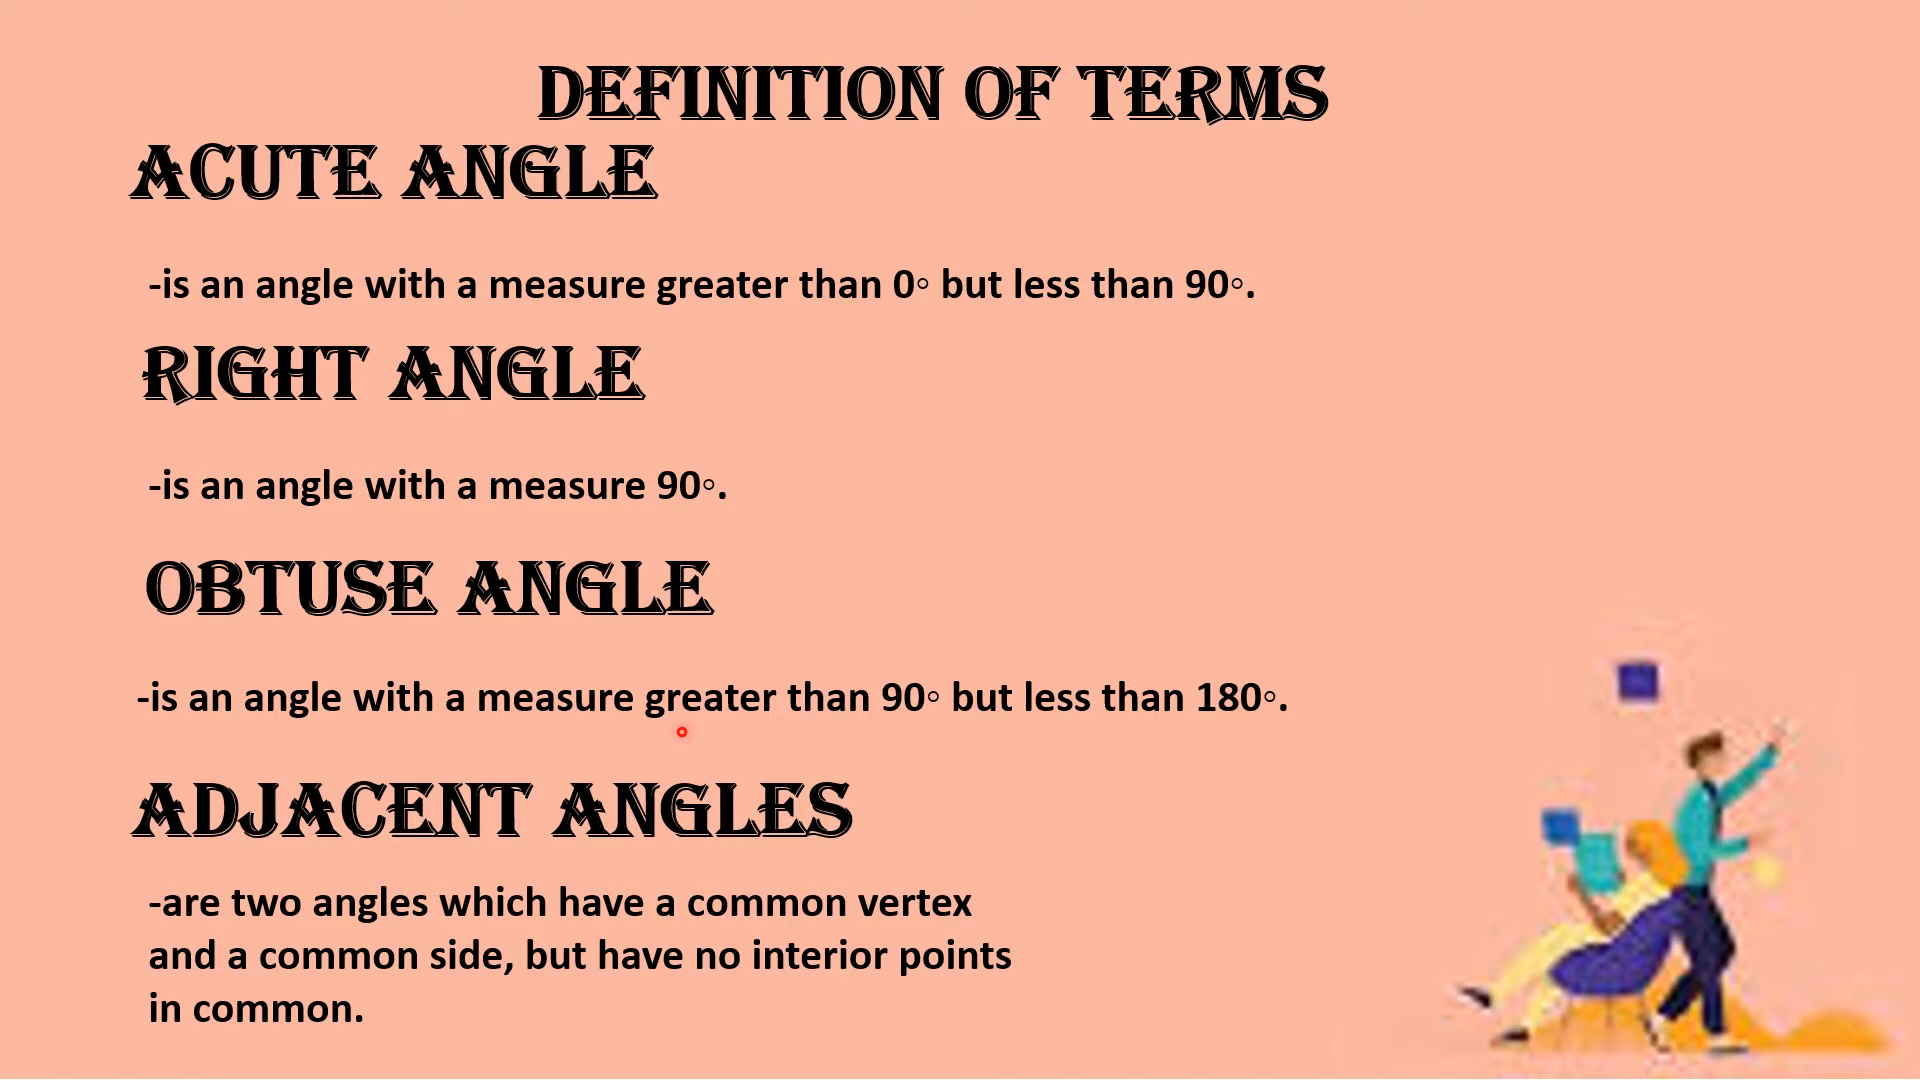 DEFINITION OF TERMS
ACUTE ANGLE
-is an angle with a measure greater than 0◦ but less than 90◦.
RIGHT ANGLE
-is an angle with a measure 90◦.
OBTUSE ANGLE
-is an angle with a measure greater than 90◦ but less than 180◦.
ADJACENT ANGLES
-are two angles which have a common vertex
and a common side, but have no interior points
in common.